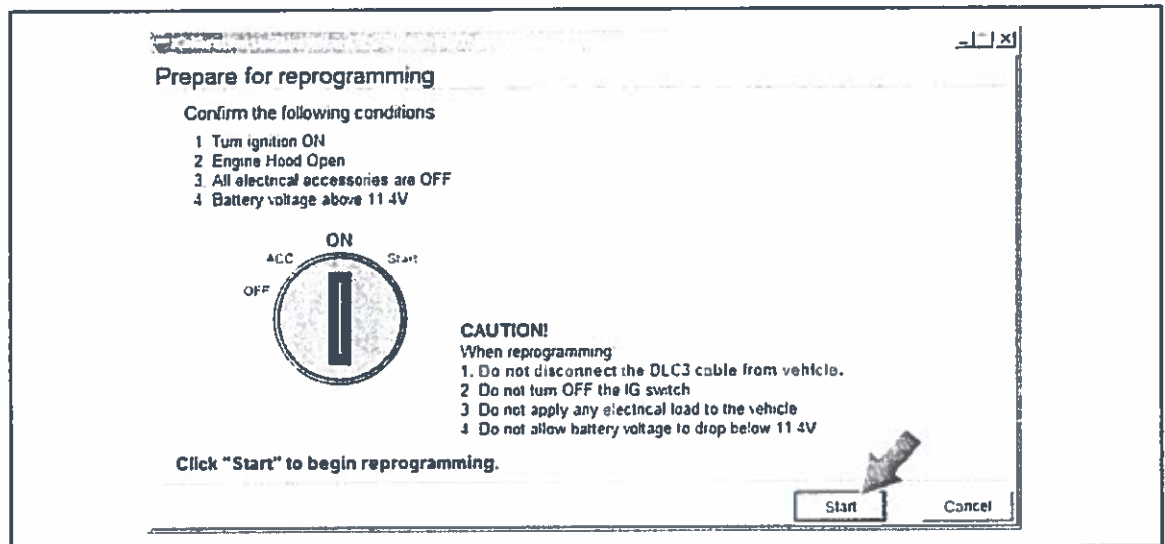 Prepare for reprogramming
Confirm the following conditions
1 Turn ignition ON
2 Engine Hood Open
3. All electrical accessories are OFF
4 Battery voltage above 11 4V
ON
ACC
Start
OFF
CAUTION!
When reprogramming
1. Do not disconnect the DLC3 cable from vehicle.
2 Do not turn OFF the IG switch
3 Do not apply any electrical load to the vehicle
4 Do not allow battery voltage to drop below 11 4V
Click "Start" to begin reprogramming.
Start
Cancel